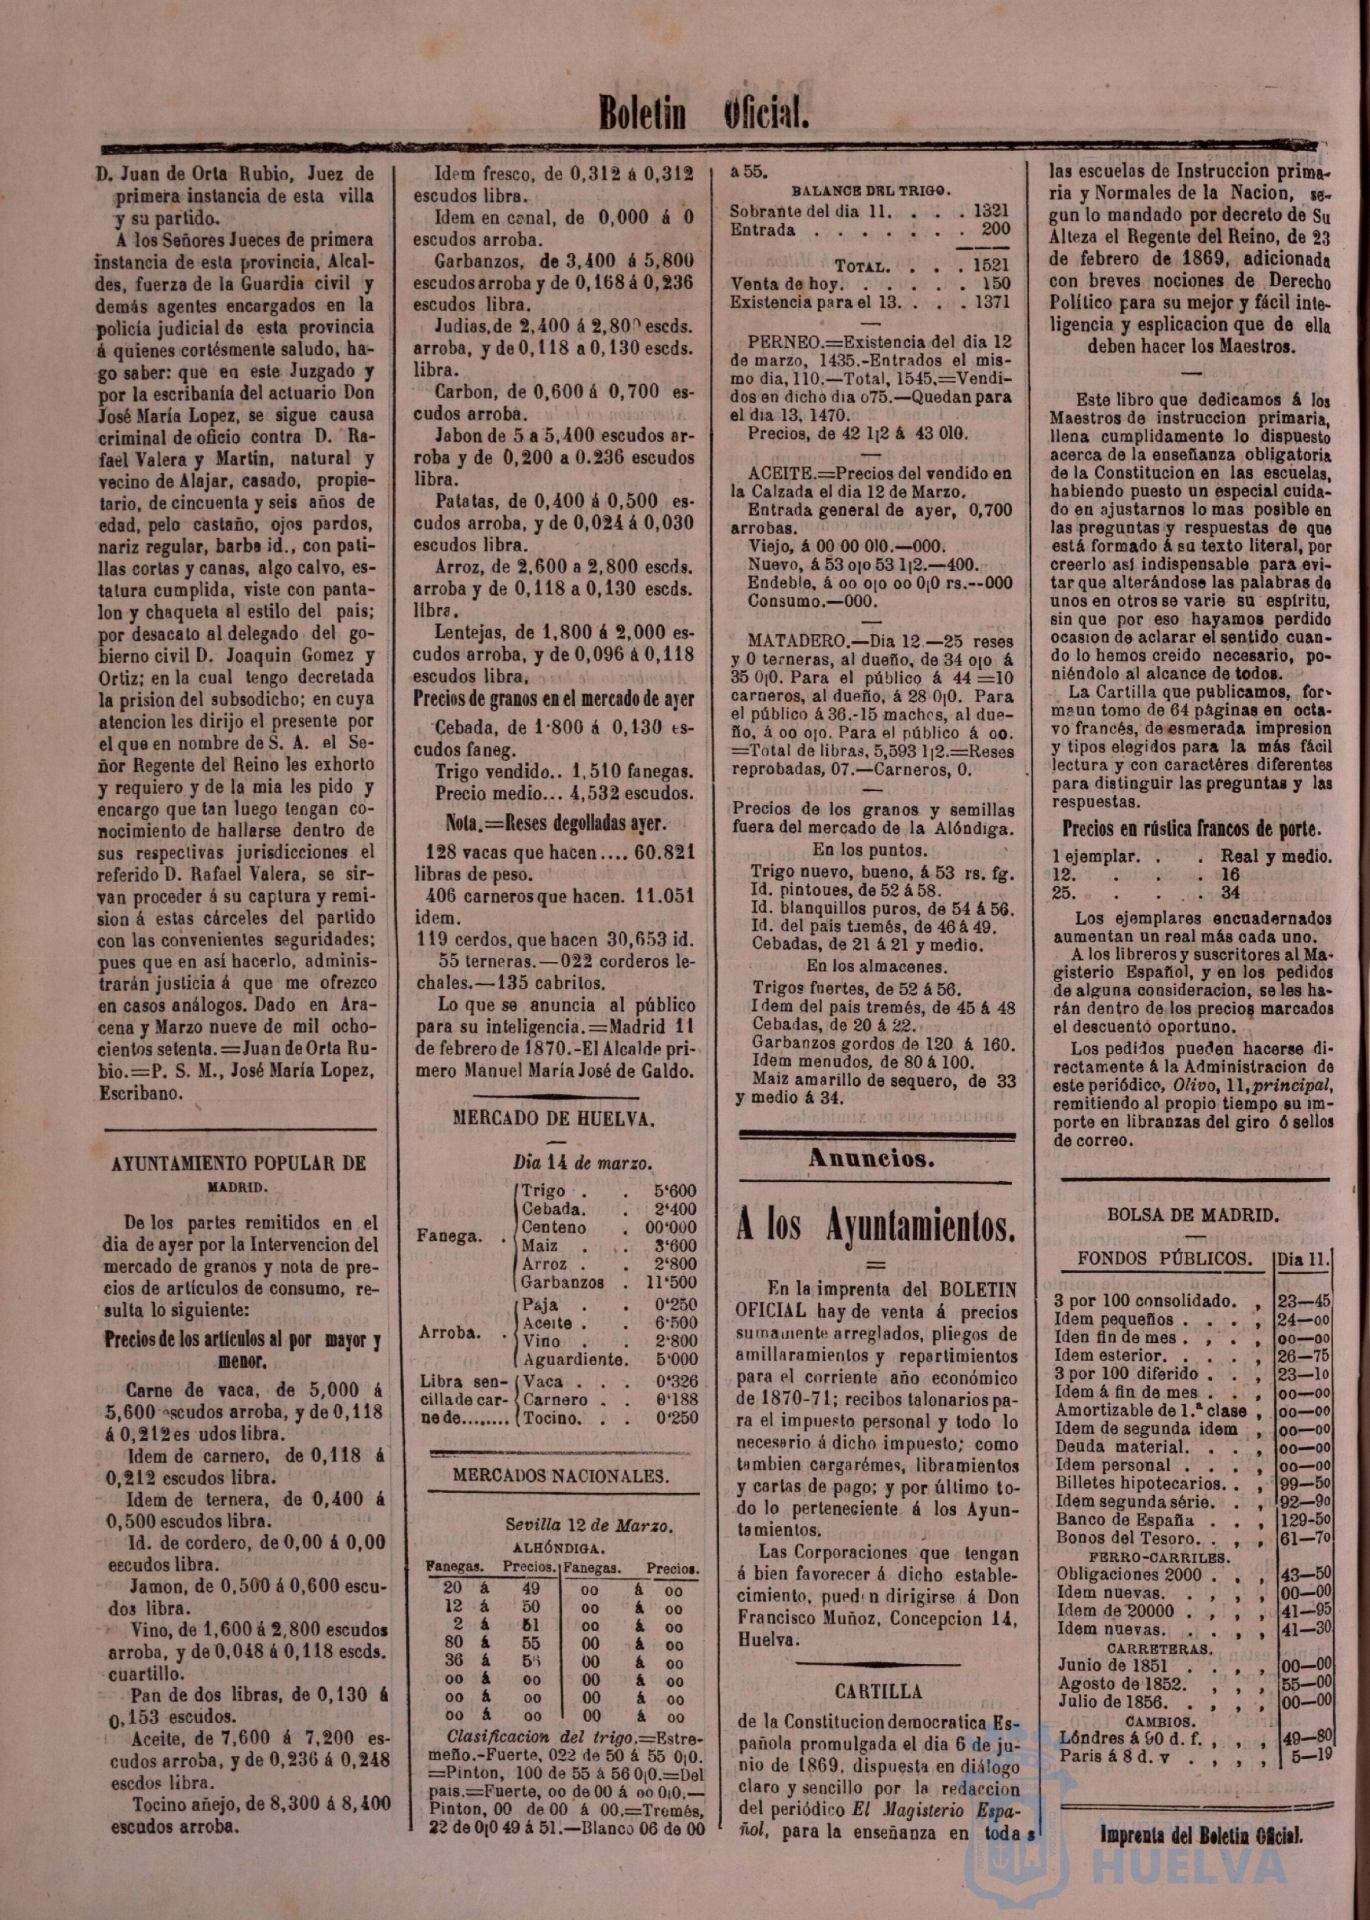 Boletin Oficial.
D. Juan de Orta Rubio, Juez de
primera instancia de esta villa
y su partido.
A los Señores Jueces de primera
instancia de esta provincia, Alcal-
des, fuerza de la Guardia civil y
demás agentes encargados en la
policía judicial de esta provincia
á quienes cortésmente saludo, ha-
go saber: que en este Juzgado y
por la escribanía del actuario Don
José María Lopez, se sigue causa
criminal de oficio contra D. Ra-
fael Valera y Martin, natural y
vecino de Alajar, casado, propie-
tario, de cincuenta y seis años de
edad, pelo castaño, ojos pardos,
nariz regular, barba id., con pati-
llas cortas y canas, algo calvo, es-
tatura cumplida, viste con panta-
lon y chaqueta al estilo del pais;
por desacato al delegado del go-
bierno civil D. Joaquin Gomez y
Ortiz; en la cual tengo decretada
la prision del subsodicho; en cuya
atencion les dirijo el presente por
el que en nombre de S. A. el Se-
ñor Regente del Reino les exhorto
y requiero y de la mia les pido y
encargo que tan luego tengan co-
nocimiento de hallarse dentro de
sus respectivas jurisdicciones el
referido D. Rafael Valera, se sir-
van proceder á su captura y remi-
sion á estas cárceles del partido
con las convenientes seguridades;
pues que en así hacerlo, adminis-
trarán justicia á que me ofrezco
en casos análogos. Dado en Ara-
cena y Marzo nueve de mil ocho-
cientos setenta.=Juan de Orta Ru-
bio.=P. S. M., José María Lopez,
Escribano.
AYUNTAMIENTO POPULAR DE
MADRID.
De los partes remitidos en el
dia de ayer por la Intervencion del
mercado de granos y nota de pre-
cios de artículos de consumo, re-
sulta lo siguiente:
Precios de los artículos al por mayor y
menor.
Carne de vaca, de 5,000 á
5,600 escudos arroba, y de 0,118
á 0,212 es udos libra.
Idem de carnero, de 0,118 á
0,212 escudos libra.
Idem de ternera, de 0,400 á
0,500 escudos libra.
Id. de cordero, de 0,00 á 0,00
escudos libra.
Jamon, de 0,500 á 0,600 escu-
dos libra.
Vino, de 1,600 á 2,800 escudos
arroba, y de 0,048 á 0,118 escds.
cuartillo.
Pan de dos libras, de 0,130 á
0,153 escudos.
Aceite, de 7,600 á 7,200 es-
cudos arroba, y de 0,236 á 0,248
escdos libra.
Tocino añejo, de 8,300 á 8,400
escudos arroba.
Idem fresco, de 0,312 á 0,312
escudos libra.
Idem en canal, de 0,000 á 0
escudos arroba.
Garbanzos, de 3,400 á 5,800
escudos arroba y de 0,168 á 0,236
escudos libra.
Judias, de 2,400 á 2,800 escds.
arroba, y de 0,118 a 0,130 escds.
libra.
Carbon, de 0,600 á 0,700 es-
cudos arroba.
Jabon de 5 a 5,400 escudos ar-
roba y de 0,200 a 0.236 escudos
libra.
Patatas, de 0,400 á 0,500 es-
cudos arroba, y de 0,024 á 0,030
escudos libra.
Arroz, de 2,600 a 2,800 escds.
arroba y de 0,118 a 0,130 escds.
libra.
Lentejas, de 1,800 á 2,000 es-
cudos arroba, y de 0,096 á 0,118
escudos libra.
Precios de granos en el mercado de ayer
Cebada, de 1'800 á 0,130 es-
cudos faneg.
Trigo vendido.. 1,510 fanegas.
Precio medio... 4,532 escudos.
Nota.=Reses degolladas ayer.
128 vacas que hacen.... 60.821
libras de peso.
406 carneros que hacen. 11.051
idem.
119 cerdos, que hacen 30,653 id.
55 terneras.—022 corderos le-
chales.—135 cabritos.
Lo que se anuncia al público
para su inteligencia.=Madrid 11
de febrero de 1870.-El Alcalde pri-
mero Manuel María José de Galdo.
MERCADO DE HUELVA.
Dia 14 de marzo.
Fanega.
Trigo . . 5'600
Cebada. . 2'400
Centeno . 00'000
Maiz . . 3'600
Arroz . . 2'800
Garbanzos . 11'500
Arroba.
Paja . . 0'250
Aceite . . 6'500
Vino . . 2'800
Aguardiente. 5'000
Libra sen-
cilla de car-
ne de........
Vaca . . . 0'326
Carnero . . 0'188
Tocino. . . 0'250
MERCADOS NACIONALES.
Sevilla 12 de Marzo.
ALHÓNDIGA.
Fanegas. Precios. Fanegas. Precios.
20 á 49 00 á 00
12 á 50 00 á 00
2 á 51 00 á 00
80 á 55 00 á 00
36 á 00 á 00
00 á 00 00 á 00
00 á 00 00 á 00
00 á 00 00 á 00
Clasificacion del trigo.=Estre-
meño.-Fuerte, 022 de 50 á 55 0¡0.
=Pinton, 100 de 55 á 56 0¡0.=Del
pais.=Fuerte, 00 de 00 á 00 0¡0.—
Pinton, 00 de 00 á 00.=Tremés,
22 de 0¡0 49 á 51.—Blanco 06 de 00
á 55.
BALANCE DEL TRIGO.
Sobrante del dia 11. . . . 1321
Entrada . . . . . . . 200
TOTAL. . . . 1521
Venta de hoy. . . . . . 150
Existencia para el 13. . . . 1371
PERNEO.=Existencia del dia 12
de marzo, 1435.-Entrados el mis-
mo dia, 110.—Total, 1545.=Vendi-
dos en dicho dia 075.—Quedan para
el dia 13, 1470.
Precios, de 42 1¡2 á 43 0¡0.
ACEITE.=Precios del vendido en
la Calzada el dia 12 de Marzo.
Entrada general de ayer, 0,700
arrobas.
Viejo, á 00 00 0¡0.—000.
Nuevo, á 53 0¡0 53 1¡2.—400.
Endeble, á 00 0¡0 00 0¡0 rs.--000
Consumo.—000.
MATADERO.—Dia 12.—25 reses
y 0 terneras, al dueño, de 34 0¡0 á
35 0¡0. Para el público á 44=10
carneros, al dueño, á 28 0¡0. Para
el público á 36.-15 machos, al due-
ño, á 00 0¡0. Para el público á 00.
=Total de libras, 5,593 1¡2.=Reses
reprobadas, 07.—Carneros, 0.
Precios de los granos y semillas
fuera del mercado de la Alóndiga.
En los puntos.
Trigo nuevo, bueno, á 53 rs. fg.
Id. pintoues, de 52 á 58.
Id. blanquillos puros, de 54 á 56.
Id. del pais tremés, de 46 á 49.
Cebadas, de 21 á 21 y medio.
En los almacenes.
Trigos fuertes, de 52 á 56.
Idem del pais tremés, de 45 á 48
Cebadas, de 20 á 22.
Garbanzos gordos de 120 á 160.
Idem menudos, de 80 á 100.
Maiz amarillo de sequero, de 33
y medio á 34.
Anuncios.
A los Ayuntamientos.
En la imprenta del BOLETIN
OFICIAL hay de venta á precios
sumamente arreglados, pliegos de
amillaramientos y repartimientos
para el corriente año económico
de 1870-71; recibos talonarios pa-
ra el impuesto personal y todo lo
necesario á dicho impuesto; como
tambien cargarémes, libramientos
y cartas de pago; y por último to-
do lo perteneciente á los Ayun-
tamientos.
Las Corporaciones que tengan
á bien favorecer á dicho estable-
cimiento, pued n dirigirse á Don
Francisco Muñoz, Concepcion 14,
Huelva.
CARTILLA
de la Constitucion democratica Es-
pañola promulgada el dia 6 de ju-
nio de 1869, dispuesta en diálogo
claro y sencillo por la redaccion
del periódico El Magisterio Espa-
ñol, para la enseñanza en toda s
las escuelas de Instruccion prima-
ria y Normales de la Nacion, se-
gun lo mandado por decreto de Su
Alteza el Regente del Reino, de 23
de febrero de 1869, adicionada
con breves nociones de Derecho
Político para su mejor y fácil inte-
ligencia y esplicacion que de ella
deben hacer los Maestros.
Este libro que dedicamos á los
Maestros de instruccion primaria,
llena cumplidamente lo dispuesto
acerca de la enseñanza obligatoria
de la Constitucion en las escuelas,
habiendo puesto un especial cuida-
do en ajustarnos lo mas posible en
las preguntas y respuestas de que
está formado á su texto literal, por
creerlo así indispensable para evi-
tar que alterándose las palabras de
unos en otros se varie su espíritu,
sin que por eso hayamos perdido
ocasion de aclarar el sentido cuan-
do lo hemos creido necesario, po-
niéndolo al alcance de todos.
La Cartilla que publicamos, for-
ma un tomo de 64 páginas en octa-
vo francés, de esmerada impresion
y tipos elegidos para la más fácil
lectura y con caractéres diferentes
para distinguir las preguntas y las
respuestas.
Precios en rústica francos de porte.
1 ejemplar. . . Real y medio.
12. . . . 16
25. . . . 34
Los ejemplares encuadernados
aumentan un real más cada uno.
A los libreros y suscritores al Ma-
gisterio Español, y en los pedidos
de alguna consideracion, se les ha-
rán dentro de los precios marcados
el descuento oportuno.
Los pedidos pueden hacerse di-
rectamente á la Administracion de
este periódico, Olivo, 11, principal,
remitiendo al propio tiempo su im-
porte en libranzas del giro ó sellos
de correo.
BOLSA DE MADRID.
FONDOS PÚBLICOS. Dia 11.
3 por 100 consolidado. , 23—45
Idem pequeños . . . , 24—00
Iden fin de mes . , . , 00—00
Idem esterior. . . . , 26—75
3 por 100 diferido . . , 23—10
Idem á fin de mes . . , 00—00
Amortizable de 1.ª clase , 00—00
Idem de segunda idem , 00—00
Deuda material. . . , 00—00
Idem personal . . . , 00—00
Billetes hipotecarios. . , 99—50
Idem segunda série. . , 92—90
Banco de España . . , 129-50
Bonos del Tesoro. . , , 61—70
FERRO-CARRILES.
Obligaciones 2000 . , , 43—50
Idem nuevas. . , , , 00—00
Idem de 20000 . , , , 41—95
Idem nuevas. . . , , 41—30
CARRETERAS.
Junio de 1851 . . , , 00—00
Agosto de 1852. , , , 55—00
Julio de 1856. . , , , 00—00
CAMBIOS.
Lóndres á 90 d. f. , , , 49—80
Paris á 8 d. v . , , , 5—19
Imprenta del Boletin Oficial.
HUELVA